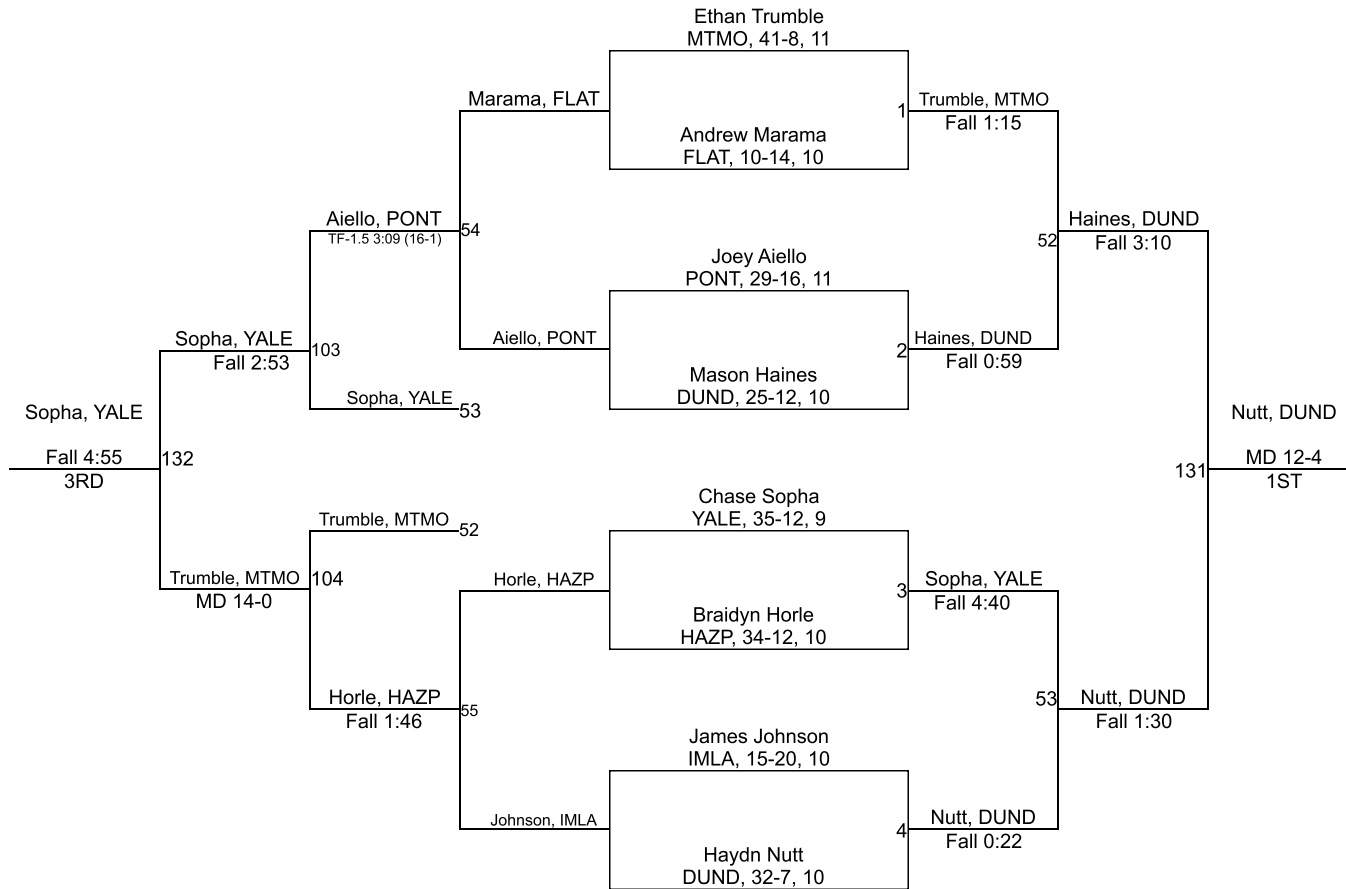 Ethan Trumble
MTMO, 41-8, 11
Marama, FLAT
1
Trumble, MTMO
Fall 1:15
Andrew Marama
FLAT, 10-14, 10
Aiello, PONT
TF-1.5 3:09 (16-1)
54
52
Haines, DUND
Fall 3:10
Joey Aiello
PONT, 29-16, 11
Sopha, YALE
Fall 2:53
103
Aiello, PONT
2
Haines, DUND
Fall 0:59
Mason Haines
DUND, 25-12, 10
Sopha, YALE
53
Sopha, YALE
Fall 4:55
3RD
132
131
Nutt, DUND
MD 12-4
1ST
Chase Sopha
YALE, 35-12, 9
Trumble, MTMO
52
Trumble, MTMO
MD 14-0
104
Horle, HAZP
3
Sopha, YALE
Fall 4:40
Braidyn Horle
HAZP, 34-12, 10
Horle, HAZP
Fall 1:46
55
53
Nutt, DUND
Fall 1:30
James Johnson
IMLA, 15-20, 10
Johnson, IMLA
4
Nutt, DUND
Fall 0:22
Haydn Nutt
DUND, 32-7, 10